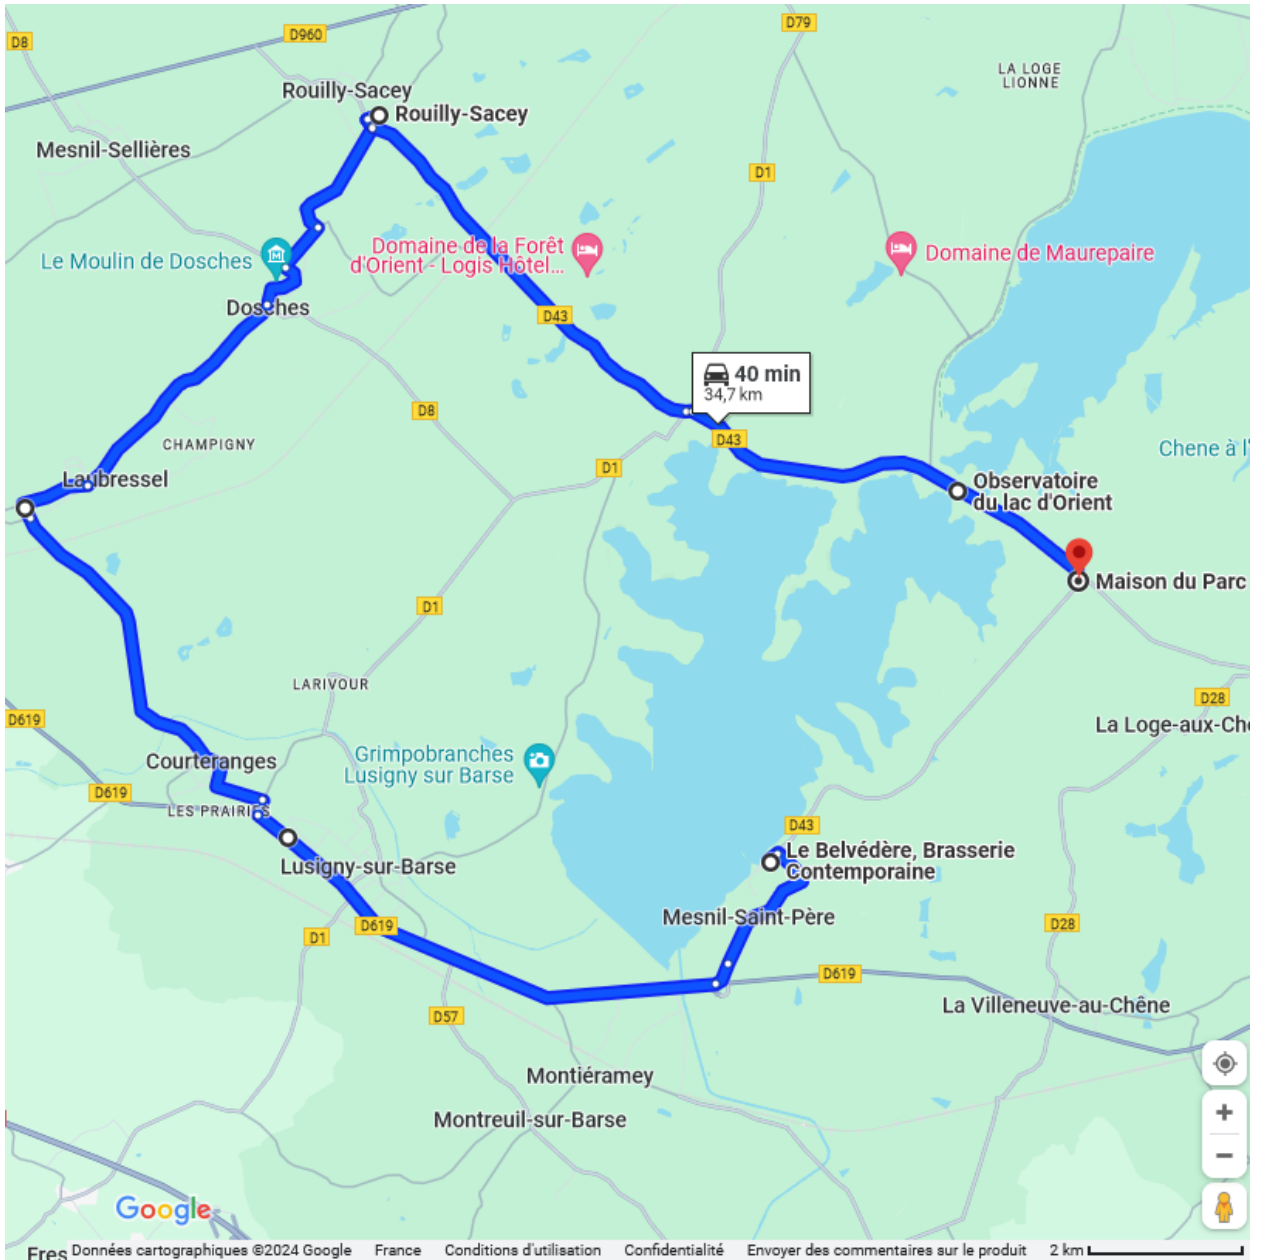 D960
D79
D8
LA LOGE
LIONNE
Rouilly-Sacey
Rouilly-Sacey
Mesnil-Sellières
D1
Domaine de la Forêt
d'Orient - Logis Hôtel...
Domaine de Maurepaire
Le Moulin de Dosches
Dosches
D43
40 min
34,7 km
D8
D43
CHAMPIGNY
Chene à l'
D1
Laubressel
Observatoire
du lac d'Orient
Maison du Parc
D1
LARIVOUR
D28
D619
La Loge-aux-Che
Grimpobranches
Lusigny sur Barse
Courteranges
D619
LES PRAIRIES
D43
Le Belvédère, Brasserie
Contemporaine
Lusigny-sur-Barse
Mesnil-Saint-Père
D619
D28
D1
D619
La Villeneuve-au-Chêne
D57
Montiéramey
Montreuil-sur-Barse
Google
Fres
Données cartographiques ©2024 Google France Conditions d'utilisation Confidentialité Envoyer des commentaires sur le produit 2 km